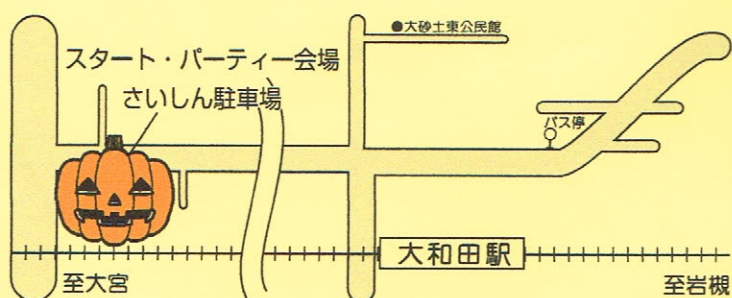 ●大砂土東公民館
スタート・パーティー会場
さいしん駐車場
バス停
大和田駅
至大宮
至岩槻